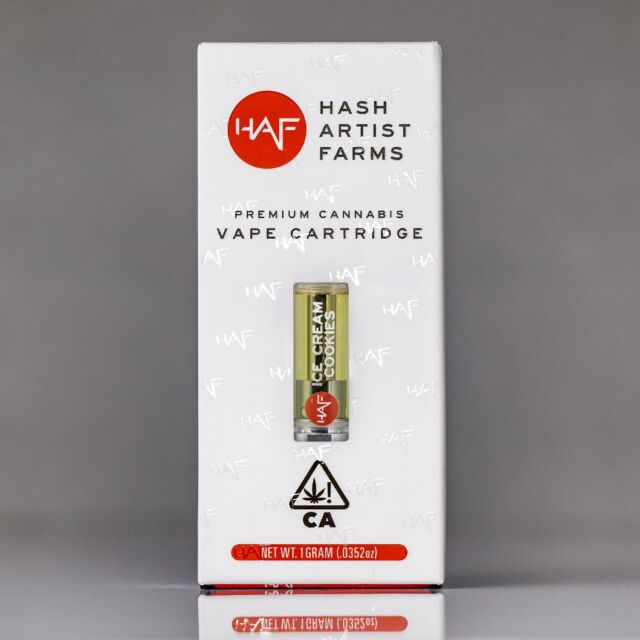 HAF
HASH
ARTIST
FARMS
PREMIUM CANNABIS
VAPE CARTRIDGE
ICE CREAM
COOKIES
HAF
CA
NET WT. 1 GRAM (.0352oz)